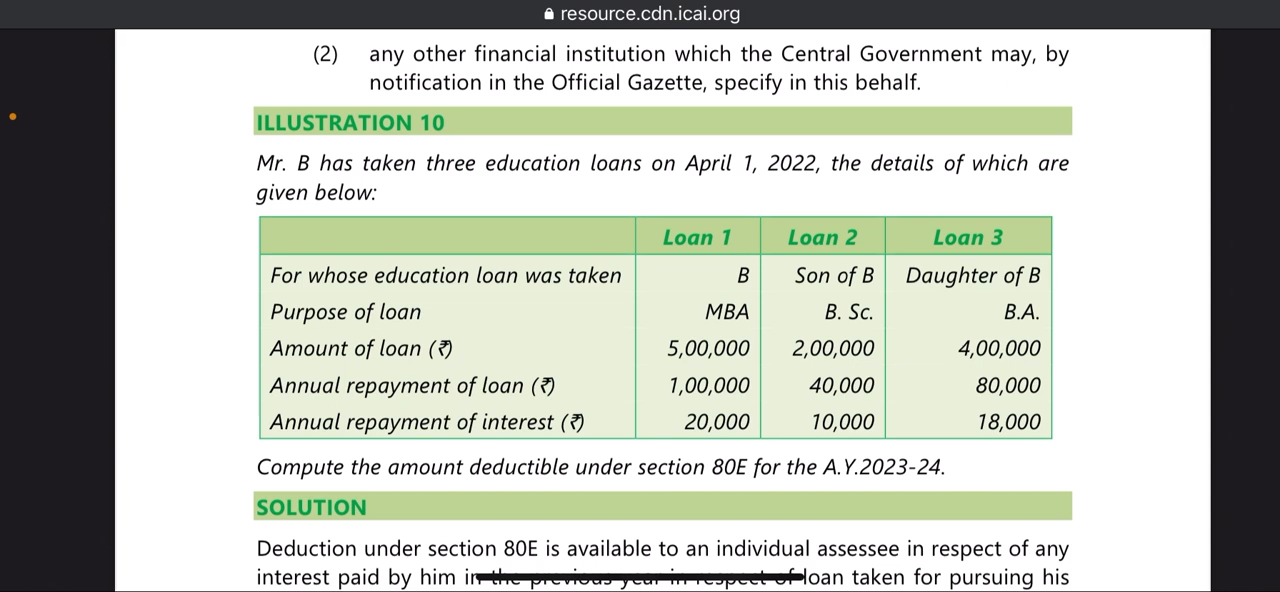 resource.cdn.icai.org
(2) any other financial institution which the Central Government may, by
notification in the Official Gazette, specify in this behalf.
ILLUSTRATION 10
Mr. B has taken three education loans on April 1, 2022, the details of which are
given below:
Loan 1 Loan 2 Loan 3
For whose education loan was taken B Son of B Daughter of B
Purpose of loan MBA B. Sc. B.A.
Amount of loan (₹) 5,00,000 2,00,000 4,00,000
Annual repayment of loan (₹) 1,00,000 40,000 80,000
Annual repayment of interest (₹) 20,000 10,000 18,000
Compute the amount deductible under section 80E for the A.Y.2023-24.
SOLUTION
Deduction under section 80E is available to an individual assessee in respect of any
interest paid by him in the previous year in respect of loan taken for pursuing his